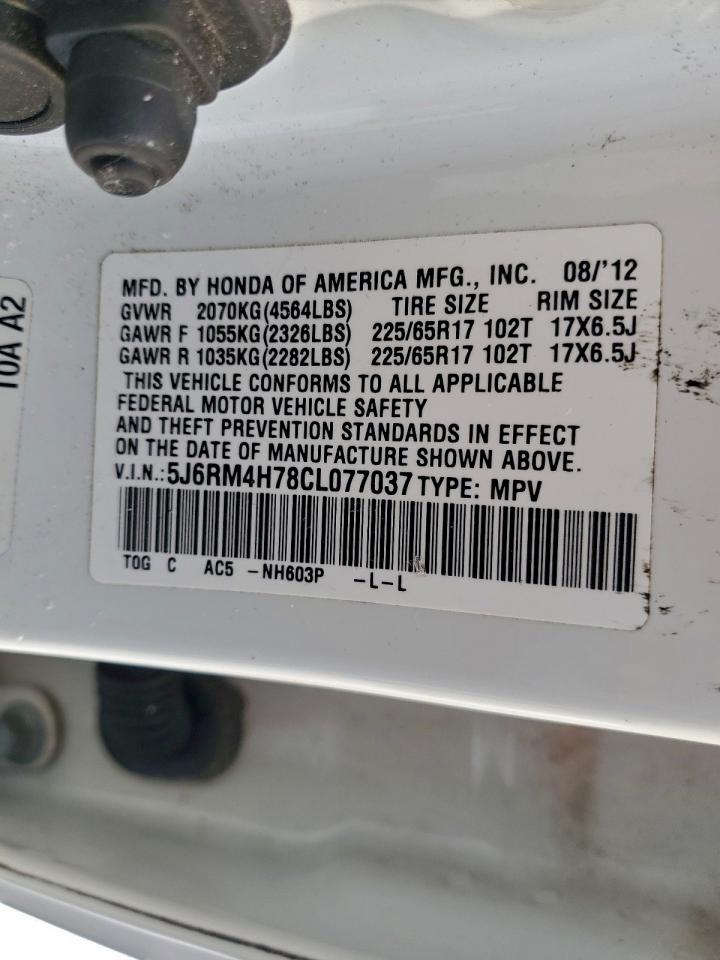 MFD. BY HONDA OF AMERICA MFG., INC. 08/'12
GVWR 2070KG(4564LBS) TIRE SIZE RIM SIZE
GAWR F 1055KG(2326LBS) 225/65R17 102T 17X6.5J
GAWR R 1035KG(2282LBS) 225/65R17 102T 17X6.5J
THIS VEHICLE CONFORMS TO ALL APPLICABLE
FEDERAL MOTOR VEHICLE SAFETY
AND THEFT PREVENTION STANDARDS IN EFFECT
ON THE DATE OF MANUFACTURE SHOWN ABOVE.
V.I.N.:5J6RM4H78CL077037 TYPE: MPV
TOG C AC5 -NH603P -L-L
T0A A2